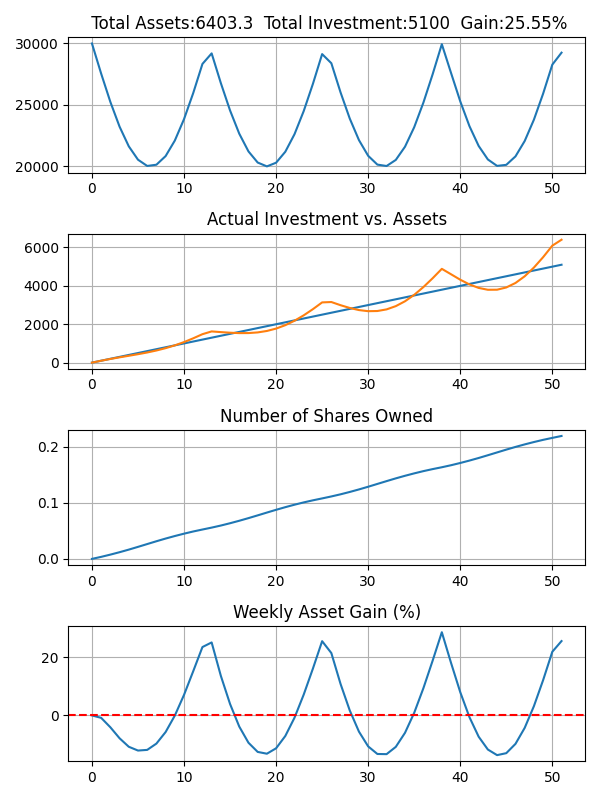 Total Assets:6403.3  Total Investment:5100  Gain:25.55%
30000
25000
20000
0 10 20 30 40 50
Actual Investment vs. Assets
6000
4000
2000
0
0 10 20 30 40 50
Number of Shares Owned
0.2
0.1
0.0
0 10 20 30 40 50
Weekly Asset Gain (%)
20
0
0 10 20 30 40 50